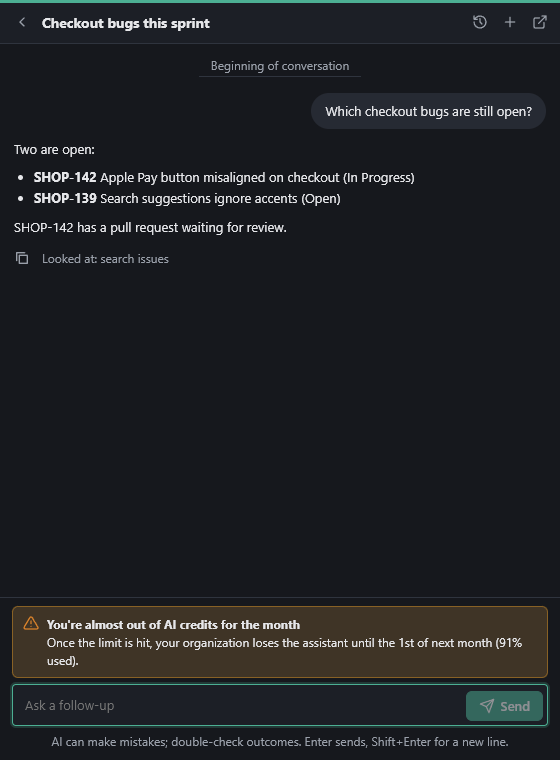 Checkout bugs this sprint
Beginning of conversation
Which checkout bugs are still open?
Two are open:
SHOP-142 Apple Pay button misaligned on checkout (In Progress)
SHOP-139 Search suggestions ignore accents (Open)
SHOP-142 has a pull request waiting for review.
Looked at: search issues
You're almost out of AI credits for the month
Once the limit is hit, your organization loses the assistant until the 1st of next month (91%
used).
Ask a follow-up
Send
AI can make mistakes; double-check outcomes. Enter sends, Shift+Enter for a new line.